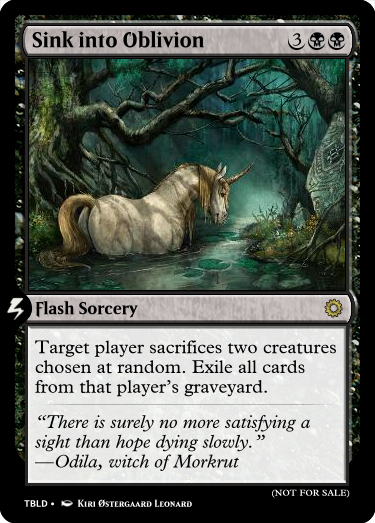 Sink into Oblivion 3
Flash Sorcery
Target player sacrifices two creatures
chosen at random. Exile all cards
from that player's graveyard.
“There is surely no more satisfying a
sight than hope dying slowly.”
—Odila, witch of Morkrut
(NOT FOR SALE)
TBLD • Kiri Østergaard Leonard